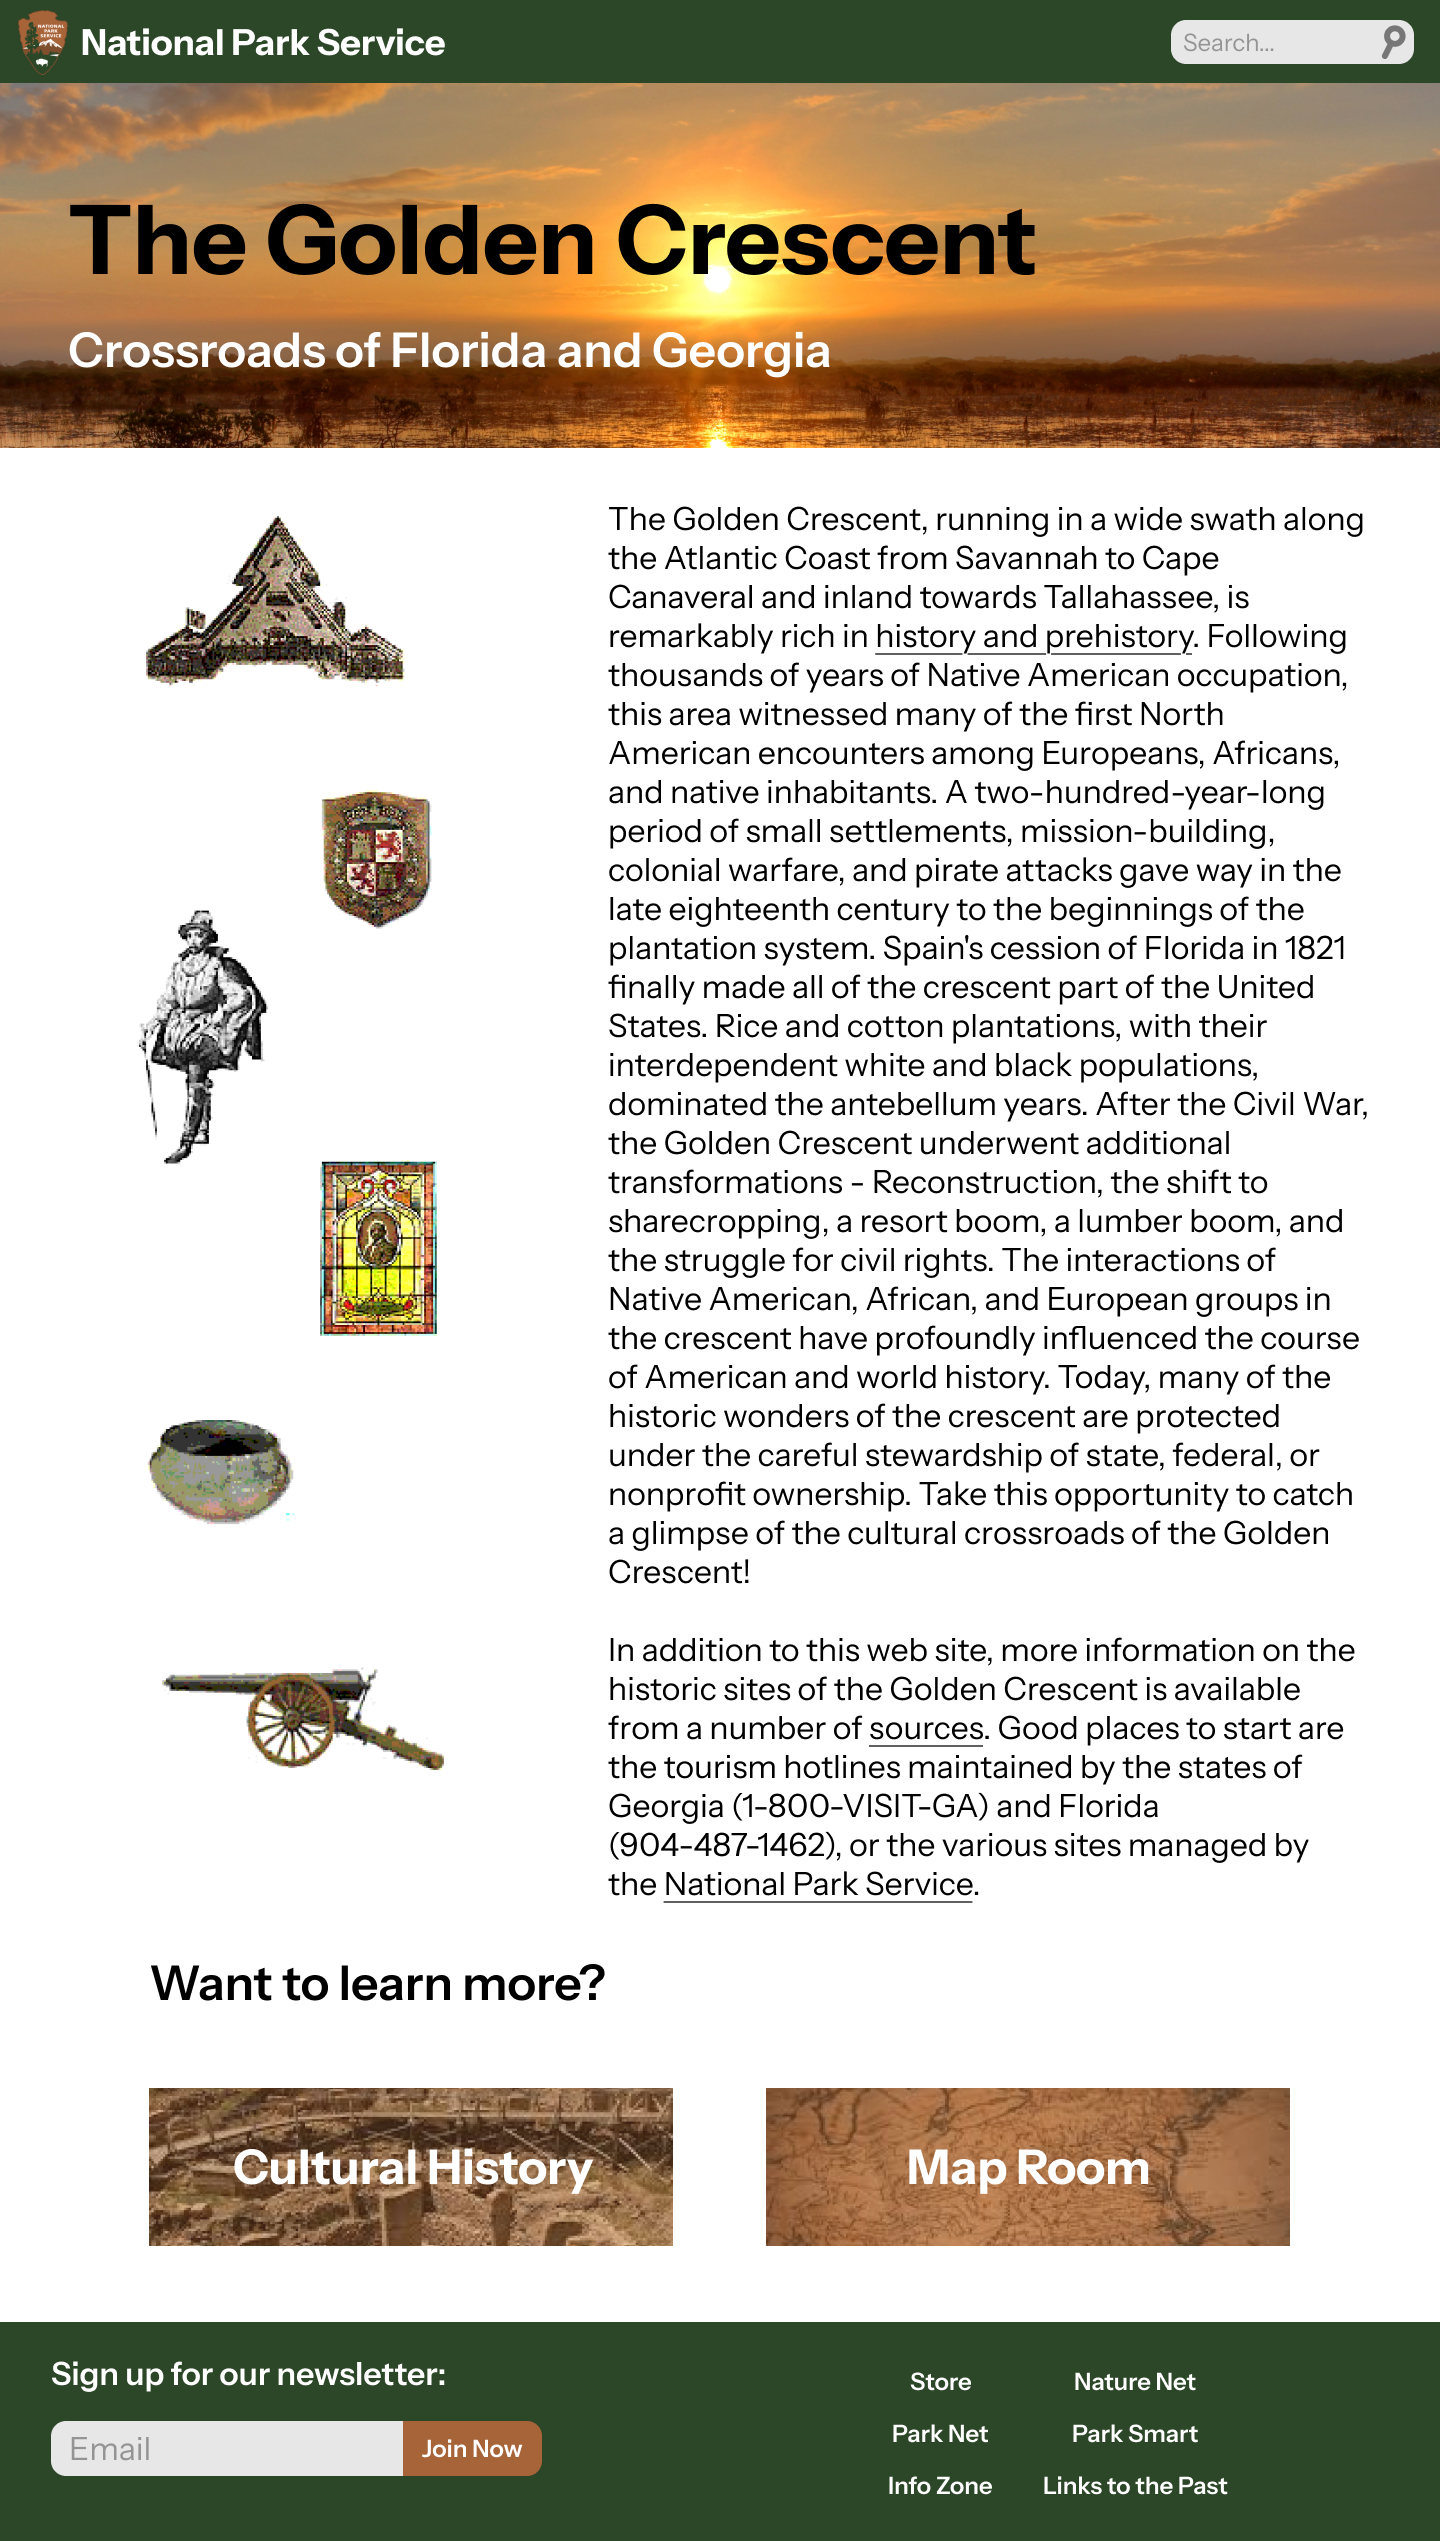 NATIONAL
PARK
SERVICE
National Park Service
Search...
The Golden Crescent
Crossroads of Florida and Georgia
The Golden Crescent, running in a wide swath along
the Atlantic Coast from Savannah to Cape
Canaveral and inland towards Tallahassee, is
remarkably rich in history and prehistory. Following
thousands of years of Native American occupation,
this area witnessed many of the first North
American encounters among Europeans, Africans,
and native inhabitants. A two-hundred-year-long
period of small settlements, mission-building,
colonial warfare, and pirate attacks gave way in the
late eighteenth century to the beginnings of the
plantation system. Spain's cession of Florida in 1821
finally made all of the crescent part of the United
States. Rice and cotton plantations, with their
interdependent white and black populations,
dominated the antebellum years. After the Civil War,
the Golden Crescent underwent additional
transformations - Reconstruction, the shift to
sharecropping, a resort boom, a lumber boom, and
the struggle for civil rights. The interactions of
Native American, African, and European groups in
the crescent have profoundly influenced the course
of American and world history. Today, many of the
historic wonders of the crescent are protected
under the careful stewardship of state, federal, or
nonprofit ownership. Take this opportunity to catch
a glimpse of the cultural crossroads of the Golden
Crescent!
In addition to this web site, more information on the
historic sites of the Golden Crescent is available
from a number of sources. Good places to start are
the tourism hotlines maintained by the states of
Georgia (1-800-VISIT-GA) and Florida
(904-487-1462), or the various sites managed by
the National Park Service.
Want to learn more?
Cultural History
Map Room
Sign up for our newsletter:
Email
Join Now
Store
Nature Net
Park Net
Park Smart
Info Zone
Links to the Past